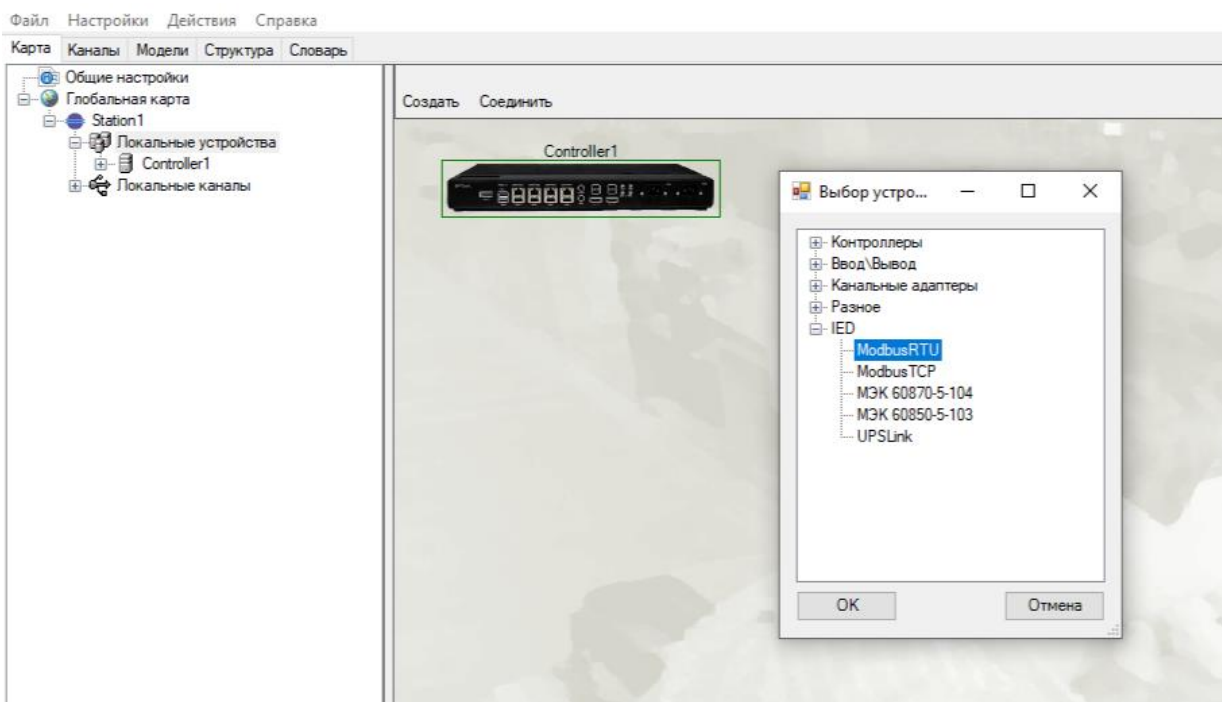 Файл Настройки Действия Справка
Карта Каналы Модели Структура Словарь
Общие настройки
Глобальная карта
Station1
Локальные устройства
Controller1
Локальные каналы
Создать Соединить
Controller1
Выбор устро...
Контроллеры
Ввод\Вывод
Канальные адаптеры
Разное
IED
ModbusRTU
ModbusTCP
МЭК 60870-5-104
МЭК 60850-5-103
UPSLink
OK Отмена